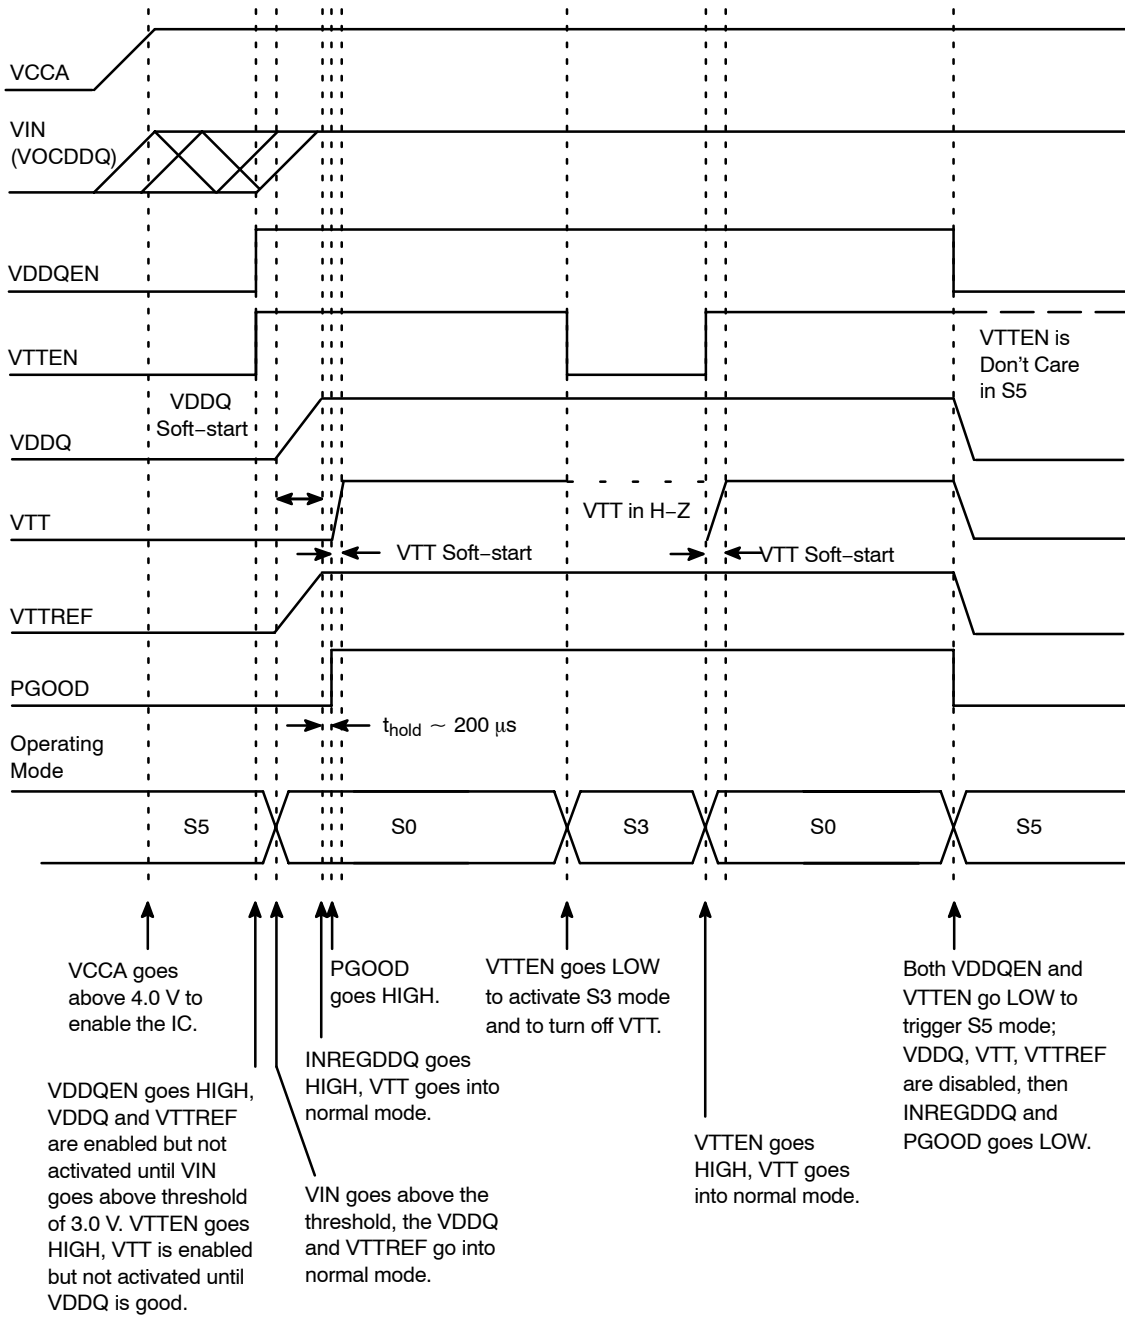 VCCA
VIN
(VOCDDQ)
VDDQEN
VTTEN
VTTEN is
Don't Care
in S5
VDDQ
Soft−start
VDDQ
VTT in H−Z
VTT
VTT Soft−start
VTT Soft−start
VTTREF
PGOOD
thold ∼ 200 μs
Operating
Mode
S5
S0
S3
S0
S5
VCCA goes
above 4.0 V to
enable the IC.
PGOOD
goes HIGH.
VTTEN goes LOW
to activate S3 mode
and to turn off VTT.
Both VDDQEN and
VTTEN go LOW to
trigger S5 mode;
VDDQ, VTT, VTTREF
are disabled, then
INREGDDQ and
PGOOD goes LOW.
INREGDDQ goes
HIGH, VTT goes into
normal mode.
VDDQEN goes HIGH,
VDDQ and VTTREF
are enabled but not
activated until VIN
goes above threshold
of 3.0 V. VTTEN goes
HIGH, VTT is enabled
but not activated until
VDDQ is good.
VTTEN goes
HIGH, VTT goes
into normal mode.
VIN goes above the
threshold, the VDDQ
and VTTREF go into
normal mode.